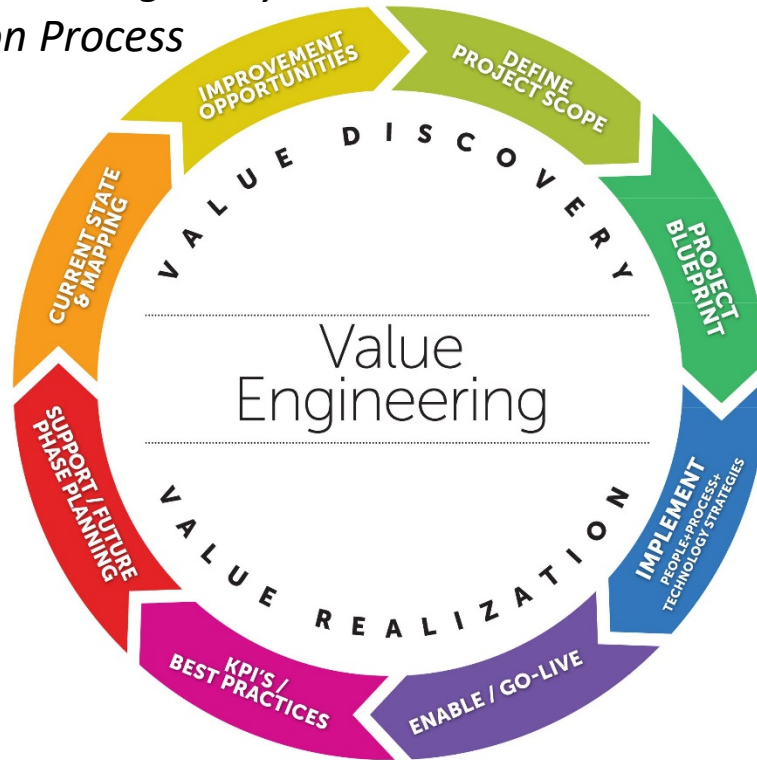 on Process
IMPROVEMENT
OPPORTUNITIES
DEFINE
PROJECT SCOPE
PROJECT
BLUEPRINT
IMPLEMENT
PEOPLE+PROCESS+
TECHNOLOGY STRATEGIES
ENABLE / GO-LIVE
KPI'S /
BEST PRACTICES
SUPPORT / FUTURE
PHASE PLANNING
CURRENT STATE
& MAPPING
VALUE DISCOVERY
Value
Engineering
VALUE REALIZATION